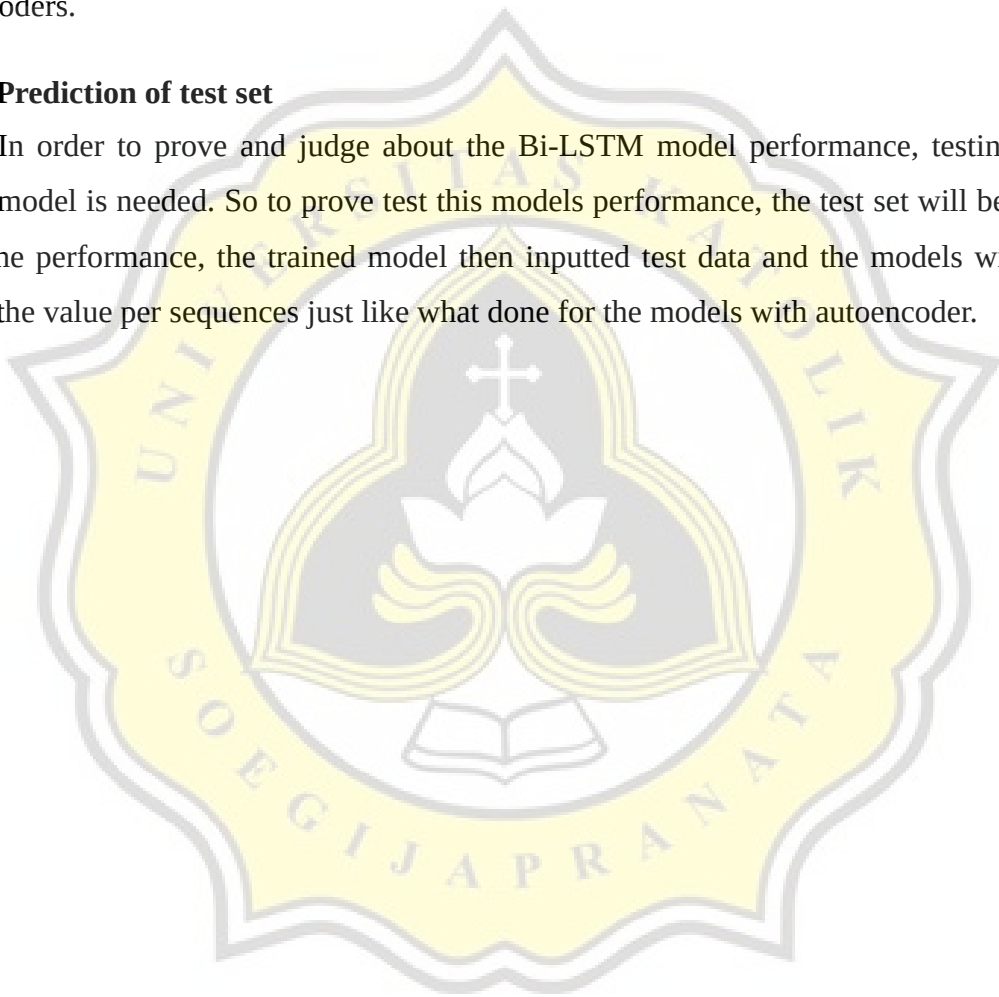 oders.
Prediction of test set
In order to prove and judge about the Bi-LSTM model performance, testin
model is needed. So to prove test this models performance, the test set will be
ne performance, the trained model then inputted test data and the models wi
the value per sequences just like what done for the models with autoencoder.
UNIVERSITAS KATOLIK
SOEGIJAPRANATA